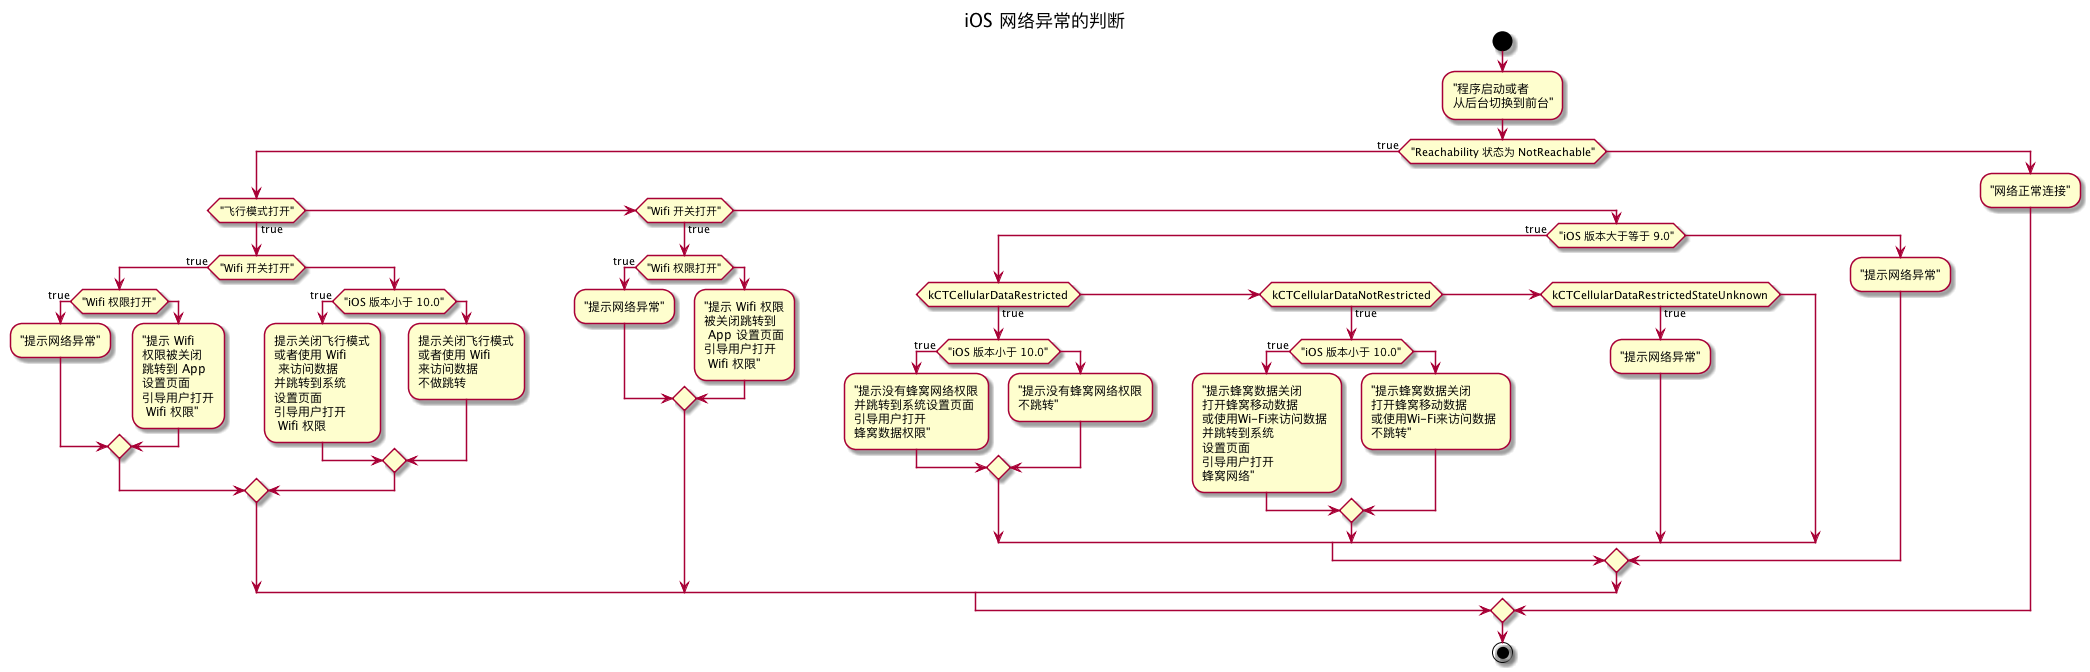 iOS 网络异常的判断
"程序启动或者
从后台切换到前台"
true
"Reachability 状态为 NotReachable"
"网络正常连接"
"飞行模式打开"
true
"Wifi 开关打开"
true
"Wifi 权限打开"
true
"提示网络异常"
"提示 Wifi
权限被关闭
跳转到 App
设置页面
引导用户打开
Wifi 权限"
"iOS 版本小于 10.0"
true
提示关闭飞行模式
或者使用 Wifi
来访问数据
并跳转到系统
设置页面
引导用户打开
Wifi 权限
提示关闭飞行模式
或者使用 Wifi
来访问数据
不做跳转
"Wifi 开关打开"
true
"Wifi 权限打开"
true
"提示网络异常"
"提示 Wifi 权限
被关闭跳转到
App 设置页面
引导用户打开
Wifi 权限"
"iOS 版本大于等于 9.0"
true
kCTCellularDataRestricted
true
"iOS 版本小于 10.0"
true
"提示没有蜂窝网络权限
并跳转到系统设置页面
引导用户打开
蜂窝数据权限"
"提示没有蜂窝网络权限
不跳转"
kCTCellularDataNotRestricted
true
"iOS 版本小于 10.0"
true
"提示蜂窝数据关闭
打开蜂窝移动数据
或使用Wi-Fi来访问数据
并跳转到系统
设置页面
引导用户打开
蜂窝网络"
"提示蜂窝数据关闭
打开蜂窝移动数据
或使用Wi-Fi来访问数据
不跳转"
kCTCellularDataRestrictedStateUnknown
true
"提示网络异常"
"提示网络异常"